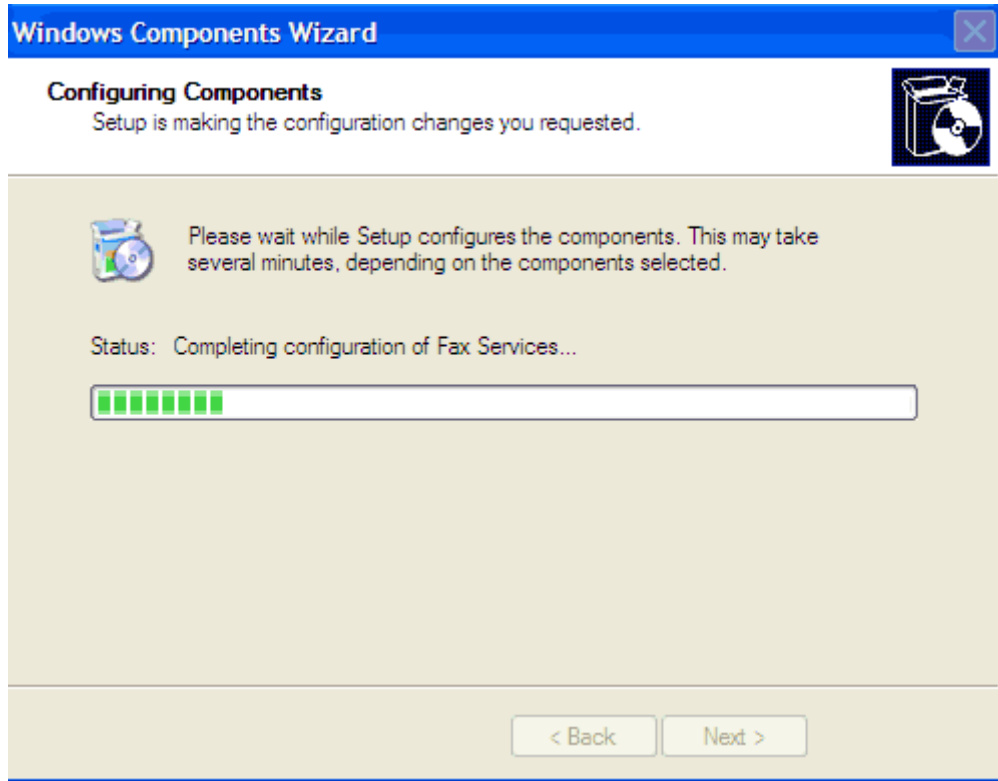 Windows Components Wizard
Configuring Components
Setup is making the configuration changes you requested.
Please wait while Setup configures the components. This may take
several minutes, depending on the components selected.
Status: Completing configuration of Fax Services...
< Back Next >